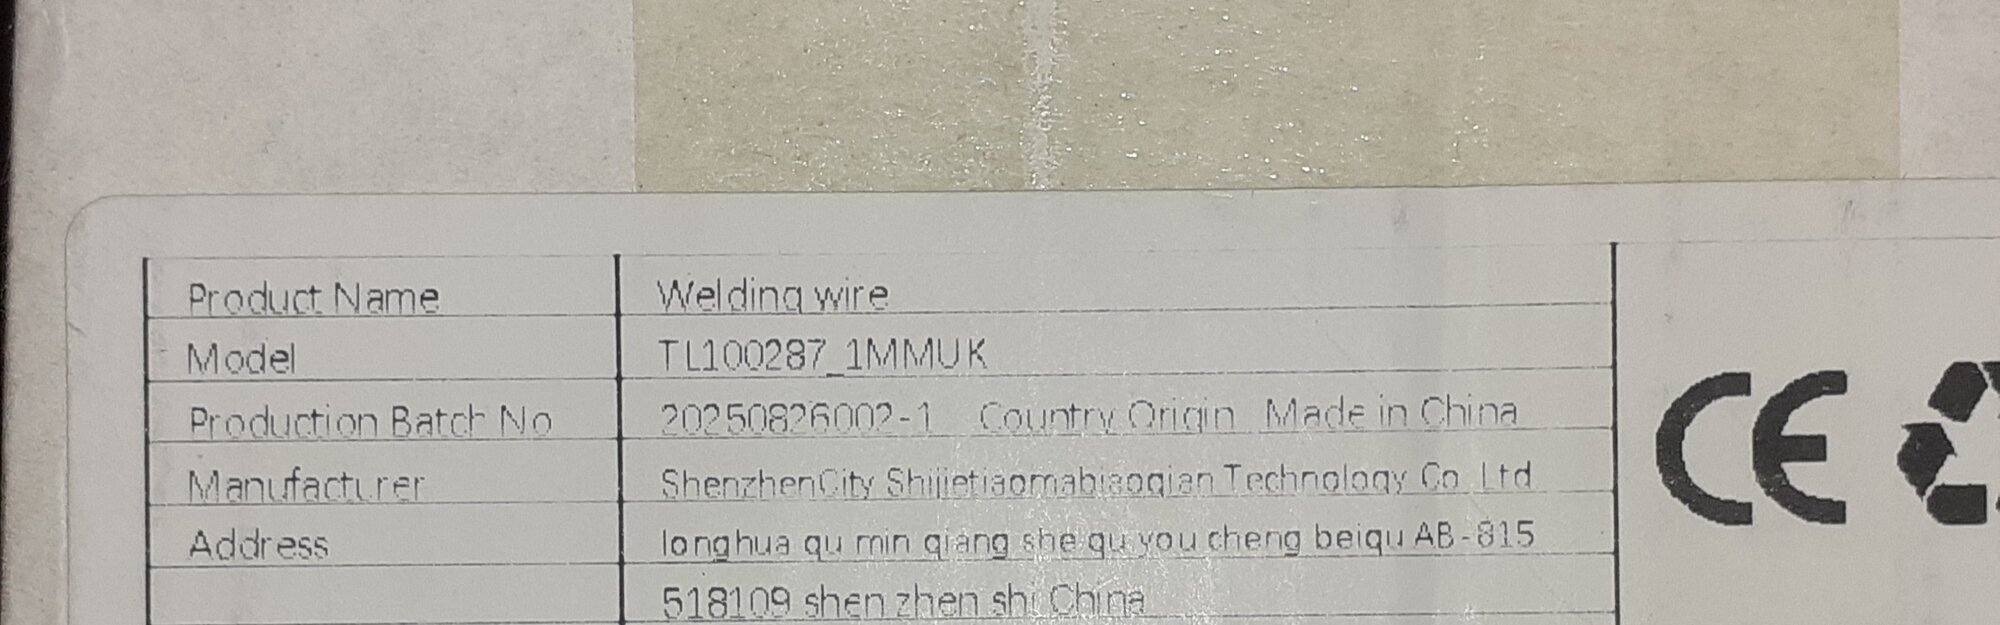 Product Name Welding wire
Model TL100287_1MMUK
Production Batch No 20250826002-1 Country Origin Made in China
Manufacturer ShenzhenCity Shijietiaomabiaoqian Technology Co Ltd
Address longhua qu min qiang she qu you cheng beiqu AB-815
518109 shen zhen shi China
CE